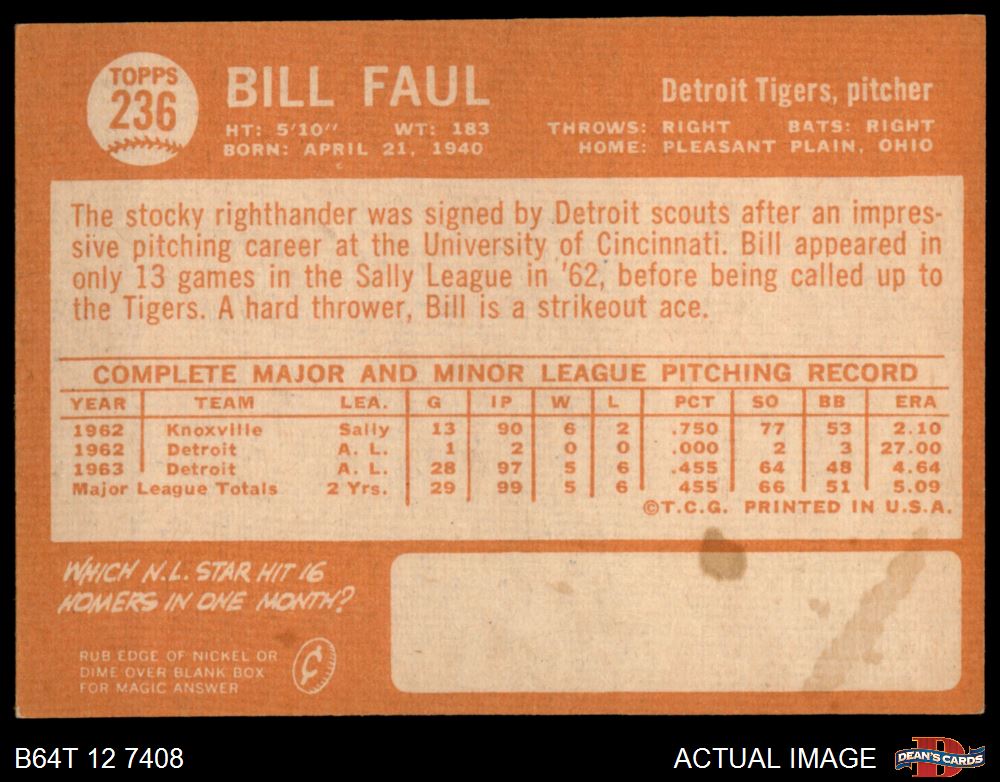 TOPPS
236
BILL FAUL
Detroit Tigers, pitcher
HT: 5'10" WT: 183
THROWS: RIGHT BATS: RIGHT
BORN: APRIL 21, 1940
HOME: PLEASANT PLAIN, OHIO
The stocky righthander was signed by Detroit scouts after an impres-
sive pitching career at the University of Cincinnati. Bill appeared in
only 13 games in the Sally League in '62, before being called up to
the Tigers. A hard thrower, Bill is a strikeout ace.
COMPLETE MAJOR AND MINOR LEAGUE PITCHING RECORD
YEAR TEAM LEA. G IP W L PCT SO BB ERA
1962 Knoxville Sally 13 90 6 2 .750 77 53 2.10
1962 Detroit A. L. 1 2 0 0 .000 2 3 27.00
1963 Detroit A. L. 28 97 5 6 .455 64 48 4.64
Major League Totals 2 Yrs. 29 99 5 6 455 66 51 5.09
©T.C.G. PRINTED IN U.S.A.
WHICH N.L. STAR HIT 16
HOMERS IN ONE MONTH?
RUB EDGE OF NICKEL OR
DIME OVER BLANK BOX
FOR MAGIC ANSWER
¢
B64T 12 7408
ACTUAL IMAGE
D
DEAN'S CARDS